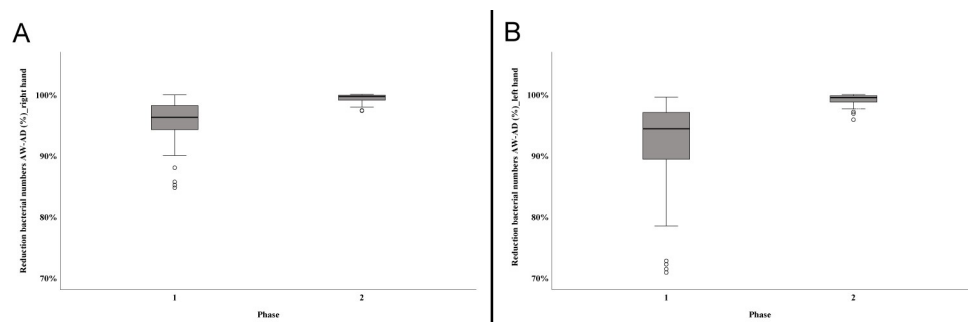 A
Reduction bacterial numbers AW-AD (%)_right hand
100%
90%
80%
70%
1
2
Phase
B
Reduction bacterial numbers AW-AD (%)_left hand
100%
90%
80%
70%
1
2
Phase